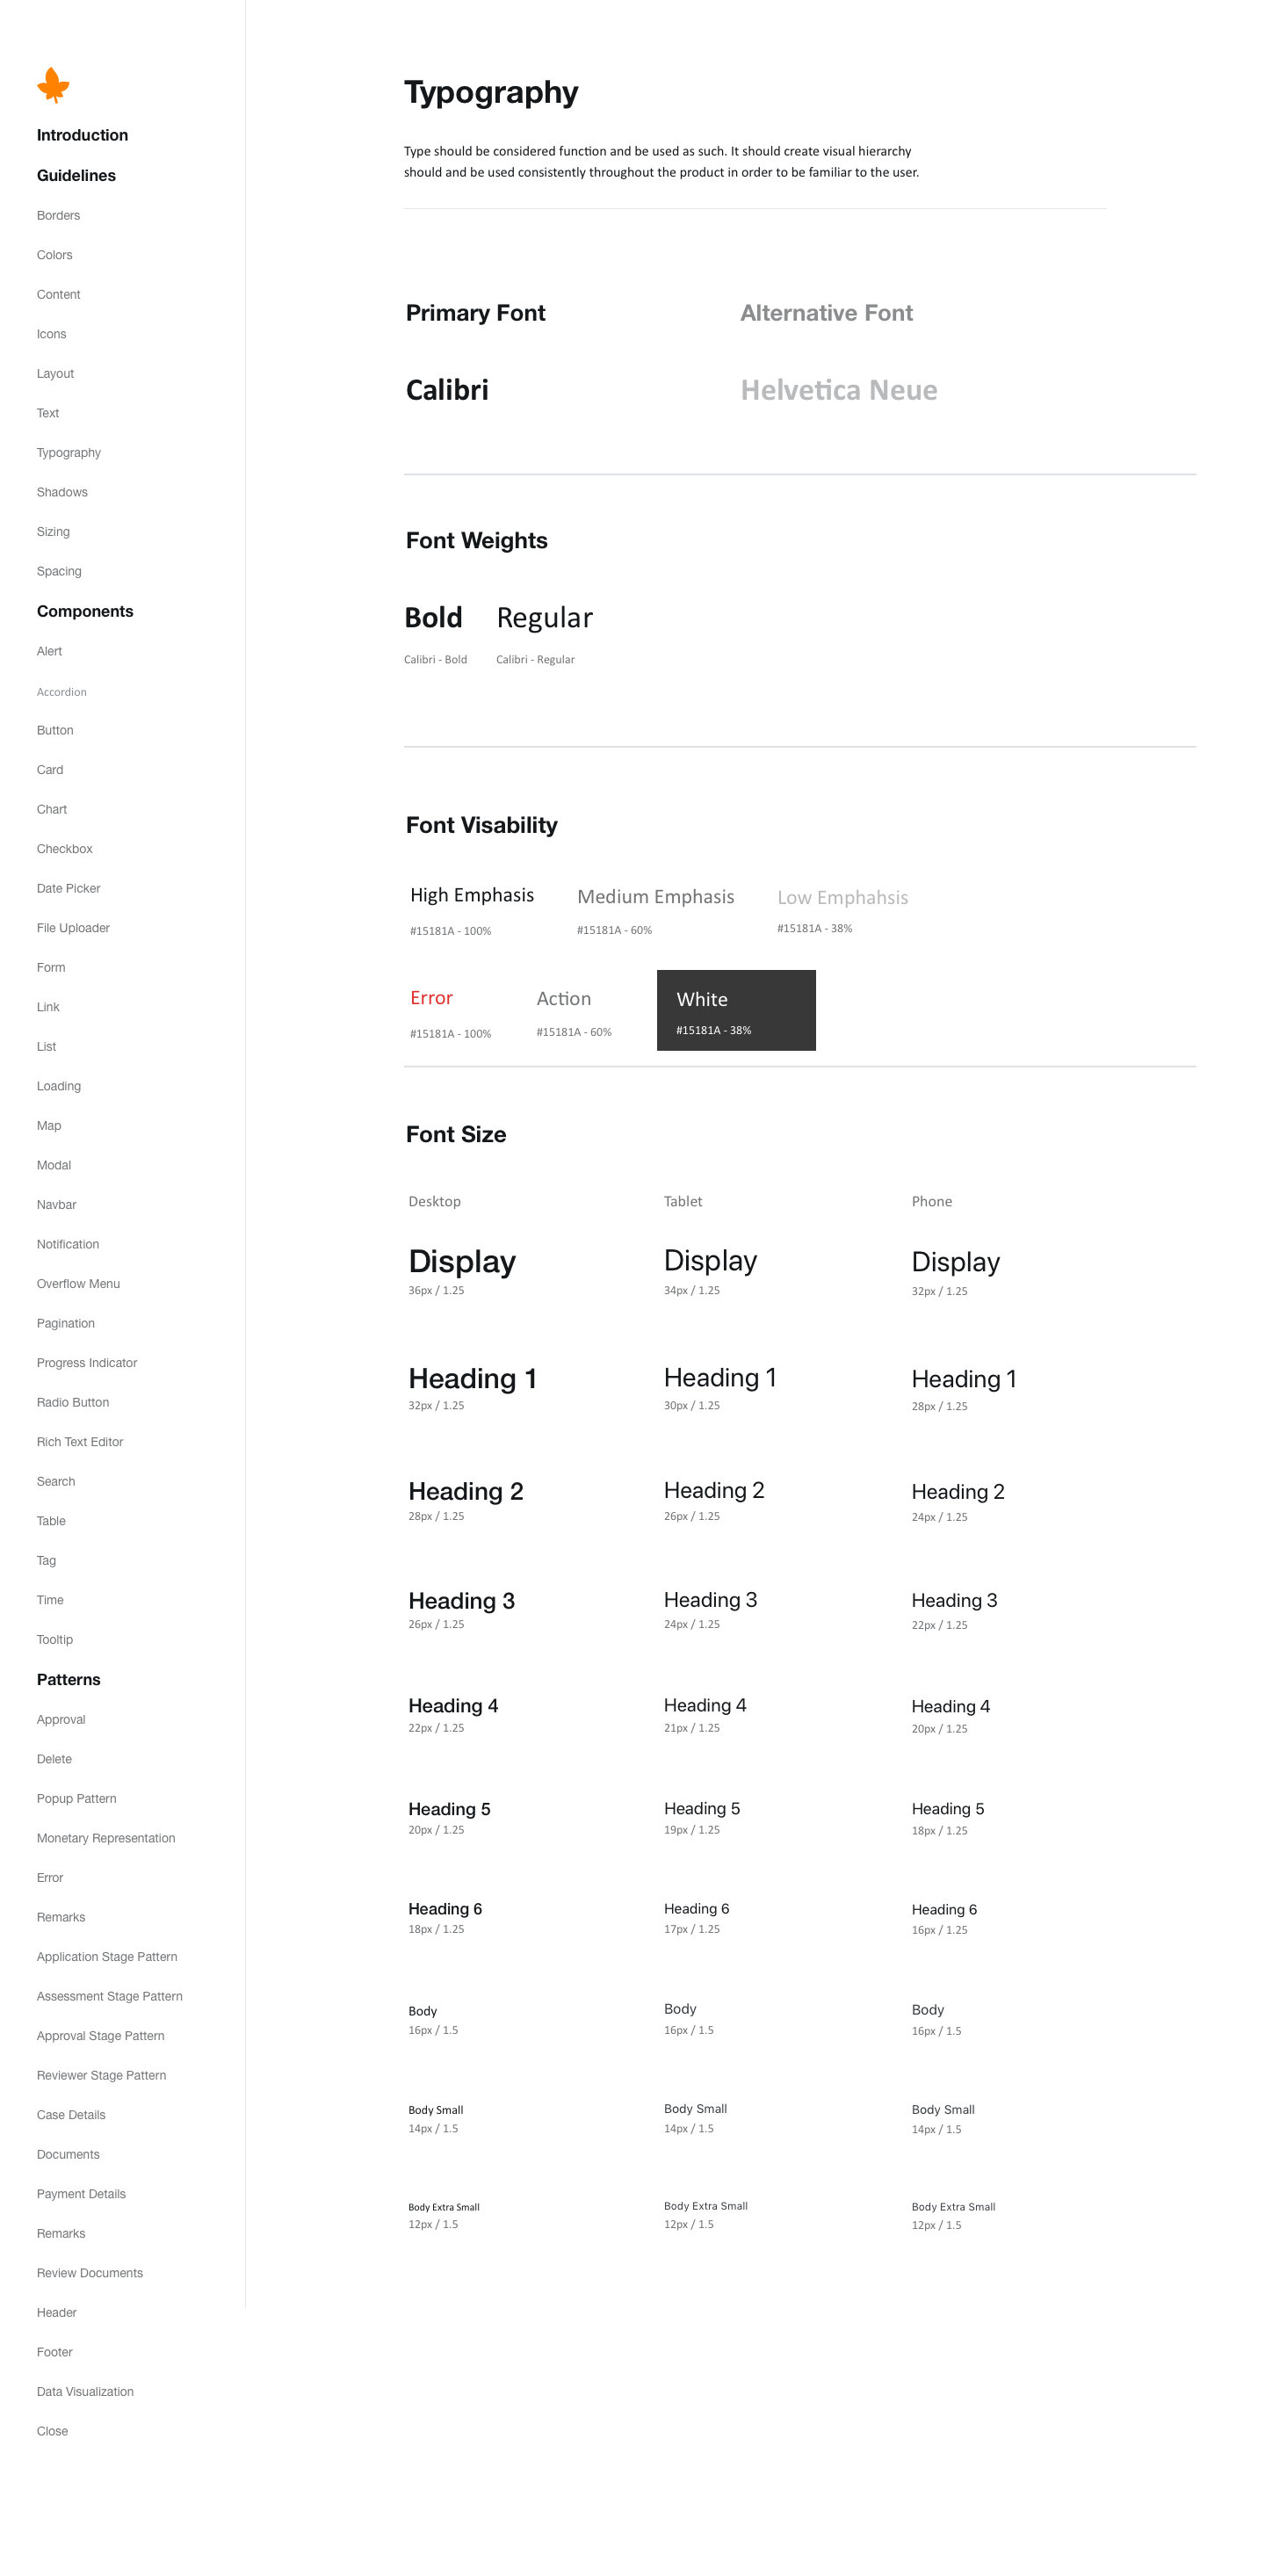 Introduction
Guidelines
Borders
Colors
Content
Icons
Layout
Text
Typography
Shadows
Sizing
Spacing
Components
Alert
Accordion
Button
Card
Chart
Checkbox
Date Picker
File Uploader
Form
Link
List
Loading
Map
Modal
Navbar
Notification
Overflow Menu
Pagination
Progress Indicator
Radio Button
Rich Text Editor
Search
Table
Tag
Time
Tooltip
Patterns
Approval
Delete
Popup Pattern
Monetary Representation
Error
Remarks
Application Stage Pattern
Assessment Stage Pattern
Approval Stage Pattern
Reviewer Stage Pattern
Case Details
Documents
Payment Details
Remarks
Review Documents
Header
Footer
Data Visualization
Close
Typography
Type should be considered function and be used as such. It should create visual hierarchy
should and be used consistently throughout the product in order to be familiar to the user.
Primary Font Alternative Font
Calibri Helvetica Neue
Font Weights
Bold Regular
Calibri - Bold Calibri - Regular
Font Visability
High Emphasis Medium Emphasis Low Emphahsis
#15181A - 100% #15181A - 60% #15181A - 38%
Error Action White
#15181A - 100% #15181A - 60% #15181A - 38%
Font Size
Desktop Tablet Phone
Display Display Display
36px / 1.25 34px / 1.25 32px / 1.25
Heading 1 Heading 1 Heading 1
32px / 1.25 30px / 1.25 28px / 1.25
Heading 2 Heading 2 Heading 2
28px / 1.25 26px / 1.25 24px / 1.25
Heading 3 Heading 3 Heading 3
26px / 1.25 24px / 1.25 22px / 1.25
Heading 4 Heading 4 Heading 4
22px / 1.25 21px / 1.25 20px / 1.25
Heading 5 Heading 5 Heading 5
20px / 1.25 19px / 1.25 18px / 1.25
Heading 6 Heading 6 Heading 6
18px / 1.25 17px / 1.25 16px / 1.25
Body Body Body
16px / 1.5 16px / 1.5 16px / 1.5
Body Small Body Small Body Small
14px / 1.5 14px / 1.5 14px / 1.5
Body Extra Small Body Extra Small Body Extra Small
12px / 1.5 12px / 1.5 12px / 1.5